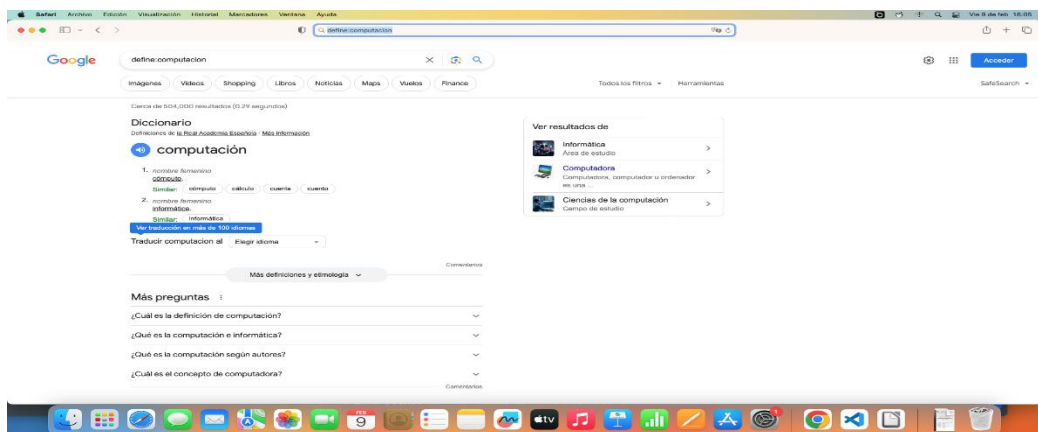 Safari Archivo Edición Visualización Historial Marcadores Ventana Ayuda
Vie 9 de feb. 16:05
define:computacion
Google
define:computacion
Acceder
Imágenes Videos Shopping Libros Noticias Maps Vuelos Finance
Todos los filtros Herramientas
SafeSearch
Cerca de 504,000 resultados (0.29 segundos)
Diccionario
Definiciones de la Real Academia Española · Más información
computación
1. nombre femenino
cómputo.
Similar: cómputo cálculo cuenta cuento
2. nombre femenino
informática.
Similar: informática
Ver traducción en más de 100 idiomas
Traducir computacion al Elegir idioma
Comentarios
Más definiciones y etimología
Más preguntas
¿Cuál es la definición de computación?
¿Qué es la computación e informática?
¿Qué es la computación según autores?
¿Cuál es el concepto de computadora?
Comentarios
Ver resultados de
Informática
Área de estudio
Computadora
Computadora, computador u ordenador
es una ...
Ciencias de la computación
Campo de estudio
FEB
9
tv